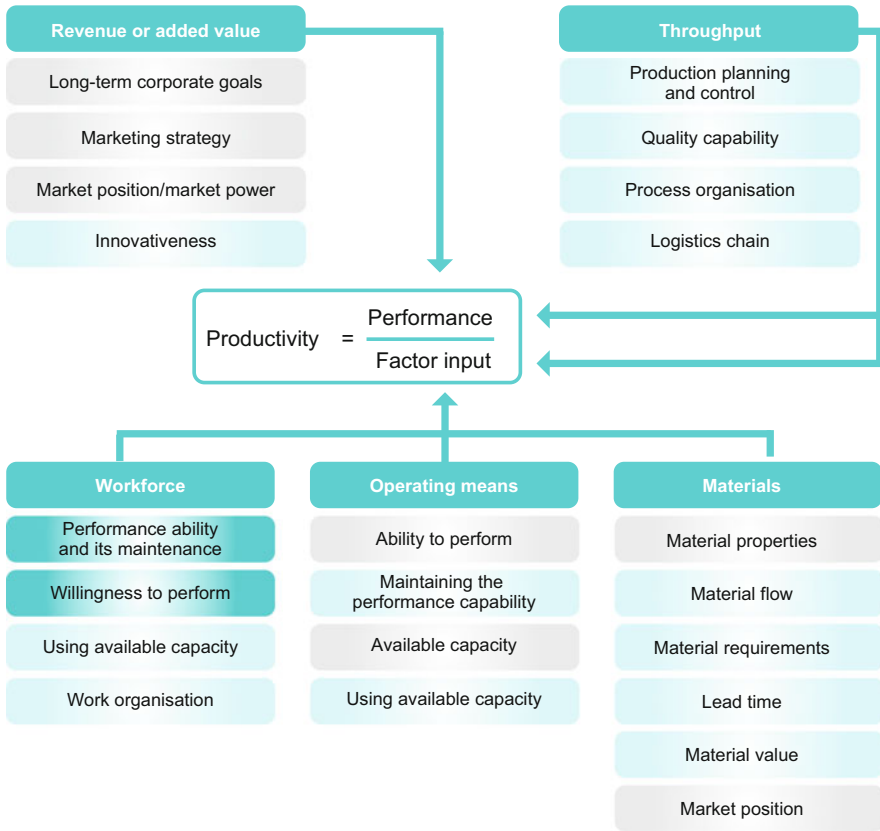 Revenue or added value
Long-term corporate goals
Marketing strategy
Market position/market power
Innovativeness
Throughput
Production planning
and control
Quality capability
Process organisation
Logistics chain
Productivity = Performance
Factor input
Workforce
Performance ability
and its maintenance
Willingness to perform
Using available capacity
Work organisation
Operating means
Ability to perform
Maintaining the
performance capability
Available capacity
Using available capacity
Materials
Material properties
Material flow
Material requirements
Lead time
Material value
Market position